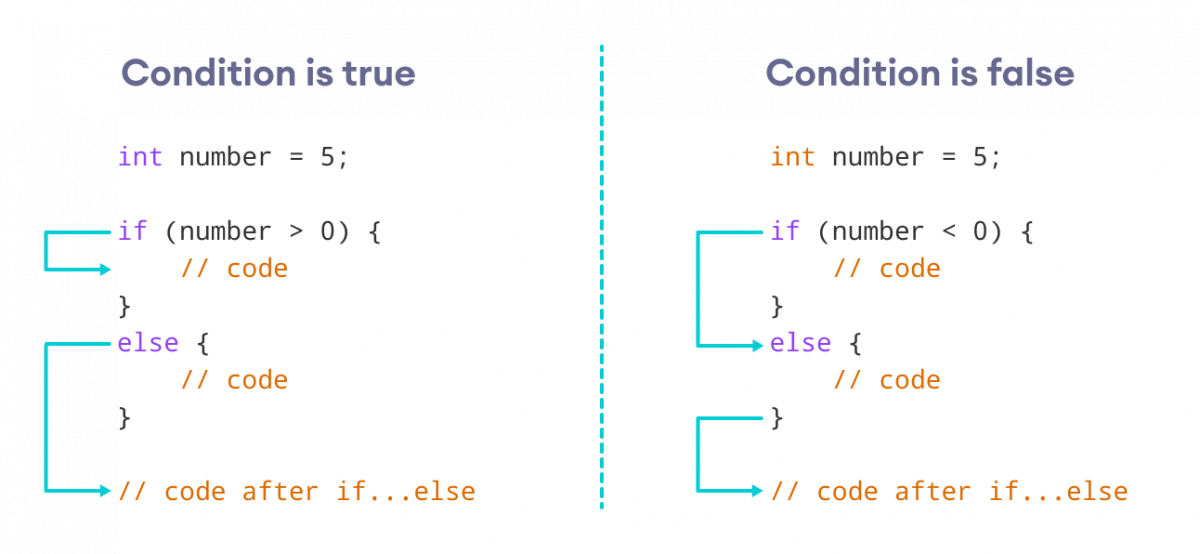 Condition is true
int number = 5;
if (number > 0) {
// code
}
else {
// code
}
// code after if...else
Condition is false
int number = 5;
if (number < 0) {
// code
}
else {
// code
}
// code after if...else